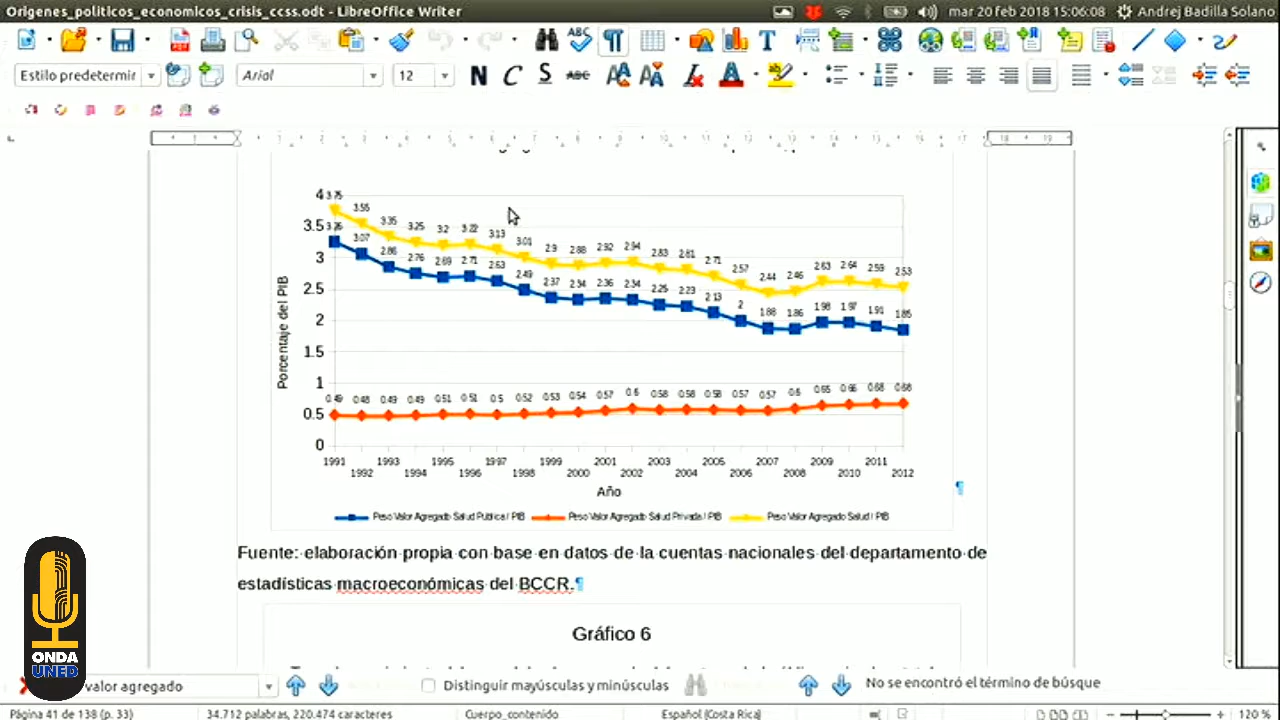 Origenes_politicos_economicos_crisis_ccss.odt - LibreOffice Writer
mar 20 feb 2018 15:06:08
Andrej Badilla Solano
Estilo predetermin
Arial
12
4
3.5
3
2.5
2
1.5
1
0.5
0
Porcentaje del PIB
3.75 3.55 3.35 3.25 3.2 3.22 3.13 3.01 2.9 2.88 2.92 2.94 2.83 2.81 2.71 2.57 2.44 2.46 2.63 2.64 2.59 2.53
3.26 3.07 2.86 2.76 2.69 2.71 2.63 2.49 2.37 2.34 2.36 2.34 2.25 2.23 2.13 2 1.88 1.86 1.98 1.97 1.91 1.85
0.49 0.48 0.49 0.49 0.51 0.51 0.5 0.52 0.53 0.54 0.57 0.6 0.58 0.58 0.58 0.57 0.57 0.6 0.65 0.66 0.68 0.68
1991 1993 1995 1997 1999 2001 2003 2005 2007 2009 2011
1992 1994 1996 1998 2000 2002 2004 2006 2008 2010 2012
Año
Peso Valor Agregado Salud Pública / PIB
Peso Valor Agregado Salud Privada / PIB
Peso Valor Agregado Salud / PIB
Fuente: elaboración propia con base en datos de la cuentas nacionales del departamento de
estadísticas macroeconómicas del BCCR.
Gráfico 6
ONDA
UNED
valor agregado
Distinguir mayúsculas y minúsculas
No se encontró el término de búsque
Página 41 de 138 (p. 33)
34.712 palabras, 220.474 caracteres
Cuerpo_contenido
Español (Costa Rica)
120 %